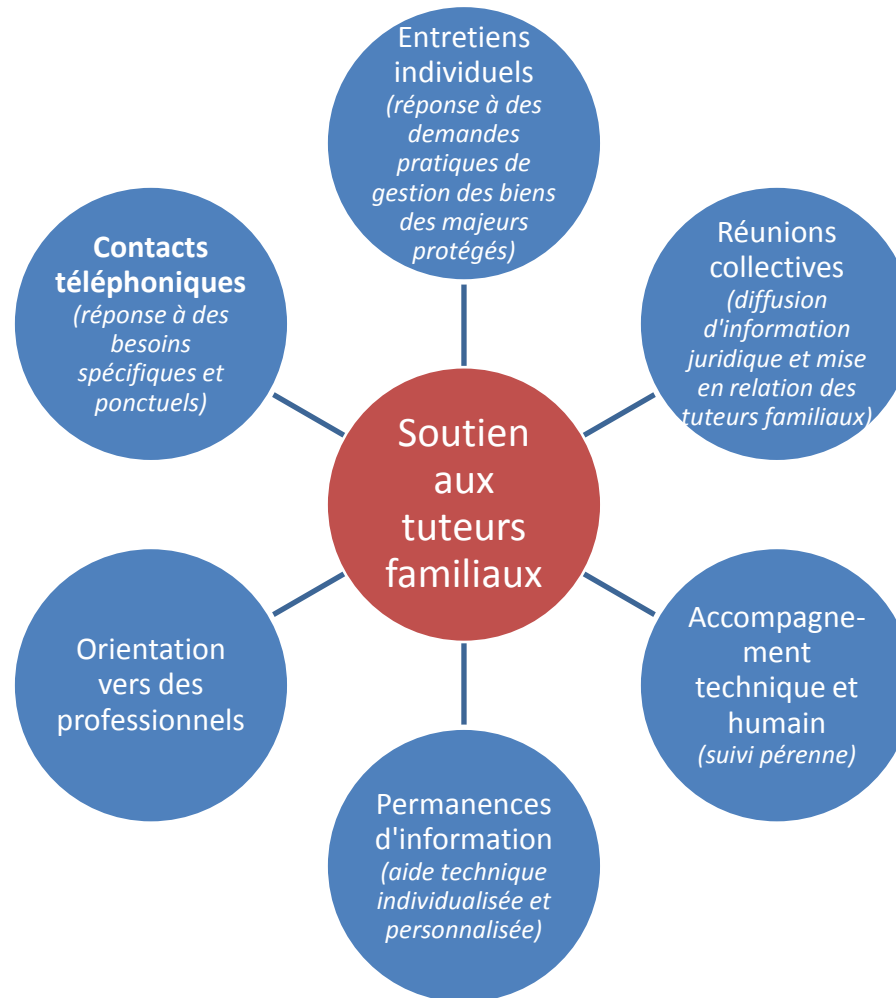 Entretiens
individuels
(réponse à des
demandes
pratiques de
gestion des biens
des majeurs
protégés)
Contacts
téléphoniques
(réponse à des
besoins
spécifiques et
ponctuels)
Réunions
collectives
(diffusion
d'information
juridique et mise
en relation des
tuteurs familiaux)
Soutien
aux
tuteurs
familiaux
Orientation
vers des
professionnels
Accompagne-
ment
technique et
humain
(suivi pérenne)
Permanences
d'information
(aide technique
individualisée et
personnalisée)